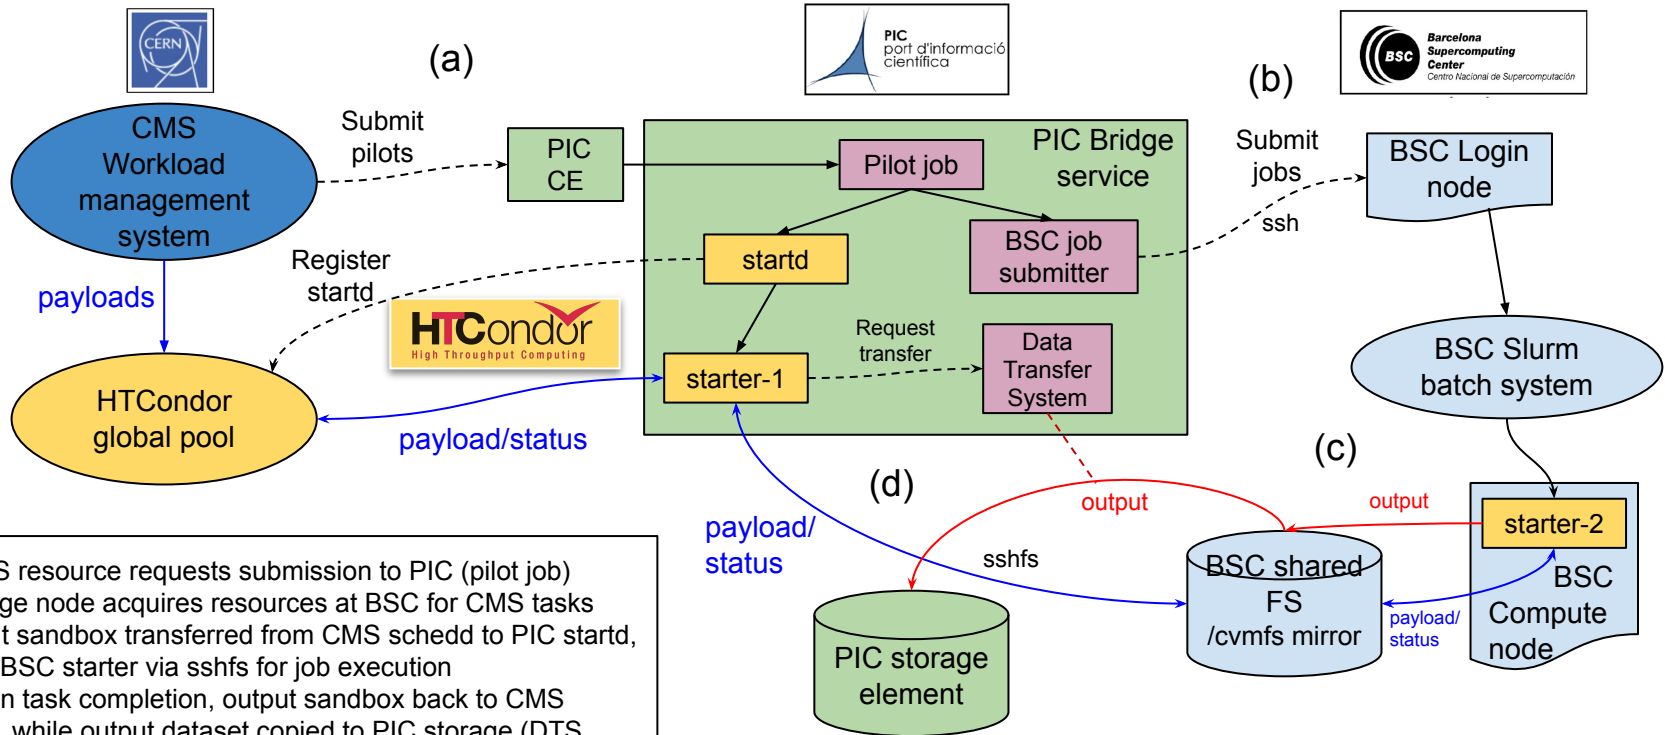 CERN
(a)
PIC
port d'informació
científica
(b)
BSC
Barcelona
Supercomputing
Center
Centro Nacional de Supercomputación
CMS
Workload
management
system
Submit
pilots
PIC
CE
Pilot job
PIC Bridge
service
Submit
jobs
ssh
BSC Login
node
startd
BSC job
submitter
Register
startd
payloads
HTCondor
High Throughput Computing
Request
transfer
Data
Transfer
System
starter-1
BSC Slurm
batch system
HTCondor
global pool
payload/status
(c)
(d)
output
output
starter-2
payload/
status
sshfs
BSC shared
FS
/cvmfs mirror
payload/
status
BSC
Compute
node
PIC storage
element
S resource requests submission to PIC (pilot job)
ge node acquires resources at BSC for CMS tasks
t sandbox transferred from CMS schedd to PIC startd,
BSC starter via sshfs for job execution
n task completion, output sandbox back to CMS
, while output dataset copied to PIC storage (DTS